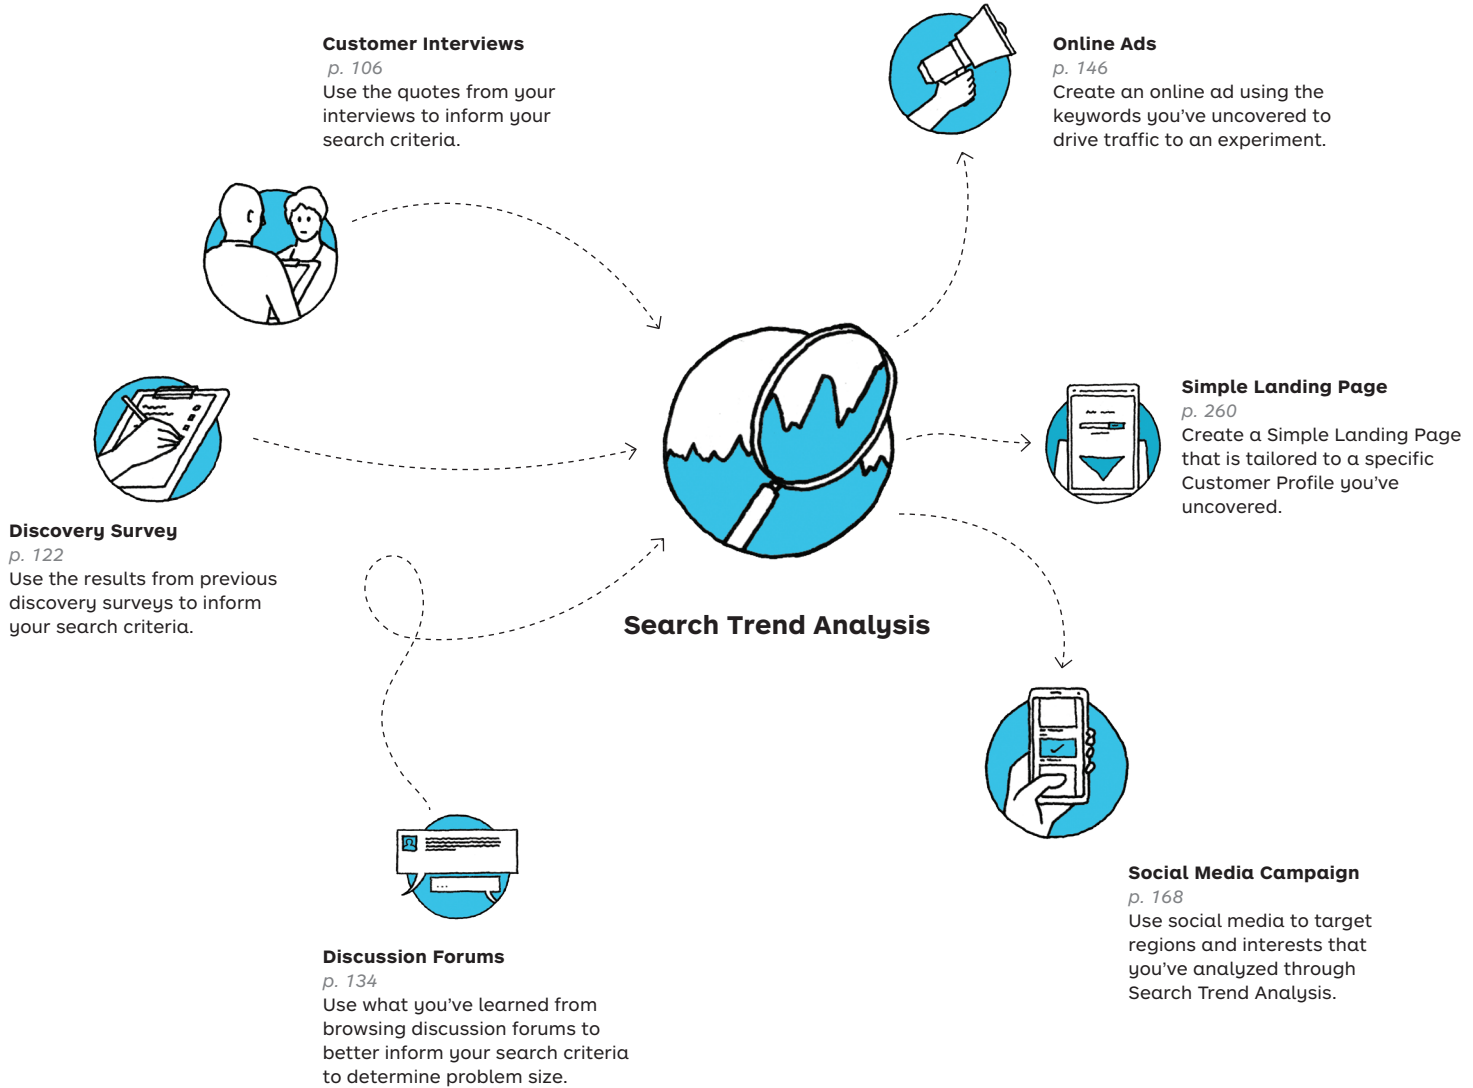 Customer Interviews
p. 106
Use the quotes from your
interviews to inform your
search criteria.
Online Ads
p. 146
Create an online ad using the
keywords you’ve uncovered to
drive traffic to an experiment.
Simple Landing Page
p. 260
Create a Simple Landing Page
that is tailored to a specific
Customer Profile you’ve
uncovered.
Discovery Survey
p. 122
Use the results from previous
discovery surveys to inform
your search criteria.
Search Trend Analysis
Social Media Campaign
p. 168
Use social media to target
regions and interests that
you’ve analyzed through
Search Trend Analysis.
Discussion Forums
p. 134
Use what you’ve learned from
browsing discussion forums to
better inform your search criteria
to determine problem size.